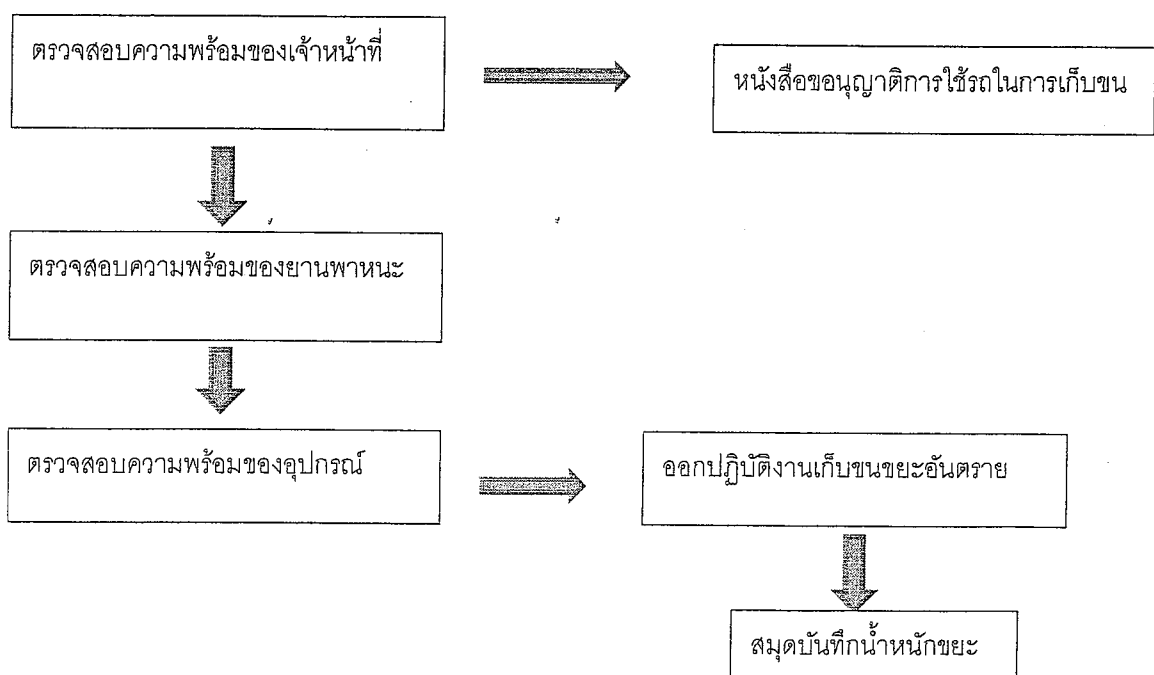 ตรวจสอบความพร้อมของเจ้าหน้าที่
หนังสือขอนุญาติการใช้รถในการเก็บขน
ตรวจสอบความพร้อมของยานพาหนะ
ตรวจสอบความพร้อมของอุปกรณ์
ออกปฏิบัติงานเก็บขนขยะอันตราย
สมุดบันทึกน้ำหนักขยะ